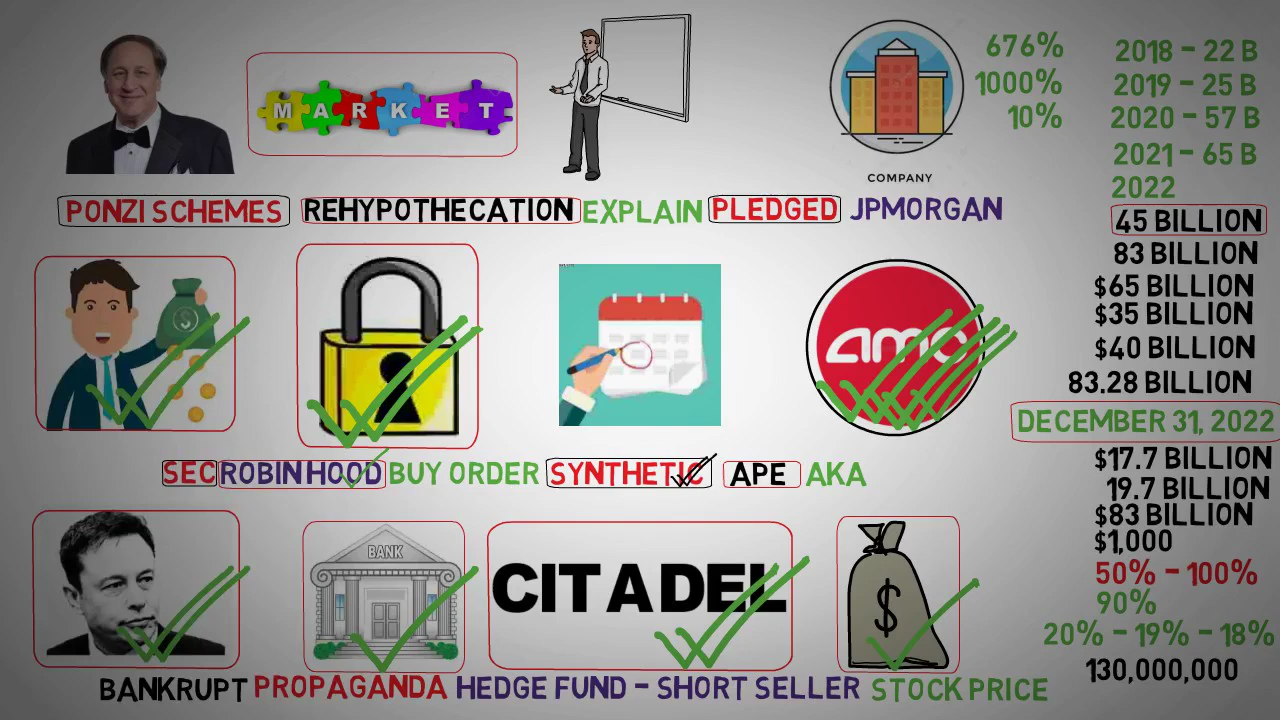 MARKET
676%
1000%
10%
COMPANY
2018 - 22 B
2019 - 25 B
2020 - 57 B
2021 - 65 B
2022
PONZI SCHEMES REHYPOTHECATION EXPLAIN PLEDGED JPMORGAN
45 BILLION
83 BILLION
$65 BILLION
$35 BILLION
$40 BILLION
83.28 BILLION
amc
DECEMBER 31, 2022
SEC ROBINHOOD BUY ORDER SYNTHETIC APE AKA
$17.7 BILLION
19.7 BILLION
$83 BILLION
$1,000
50% - 100%
90%
20% - 19% - 18%
130,000,000
BANK
CITADEL
$
BANKRUPT PROPAGANDA HEDGE FUND - SHORT SELLER STOCK PRICE